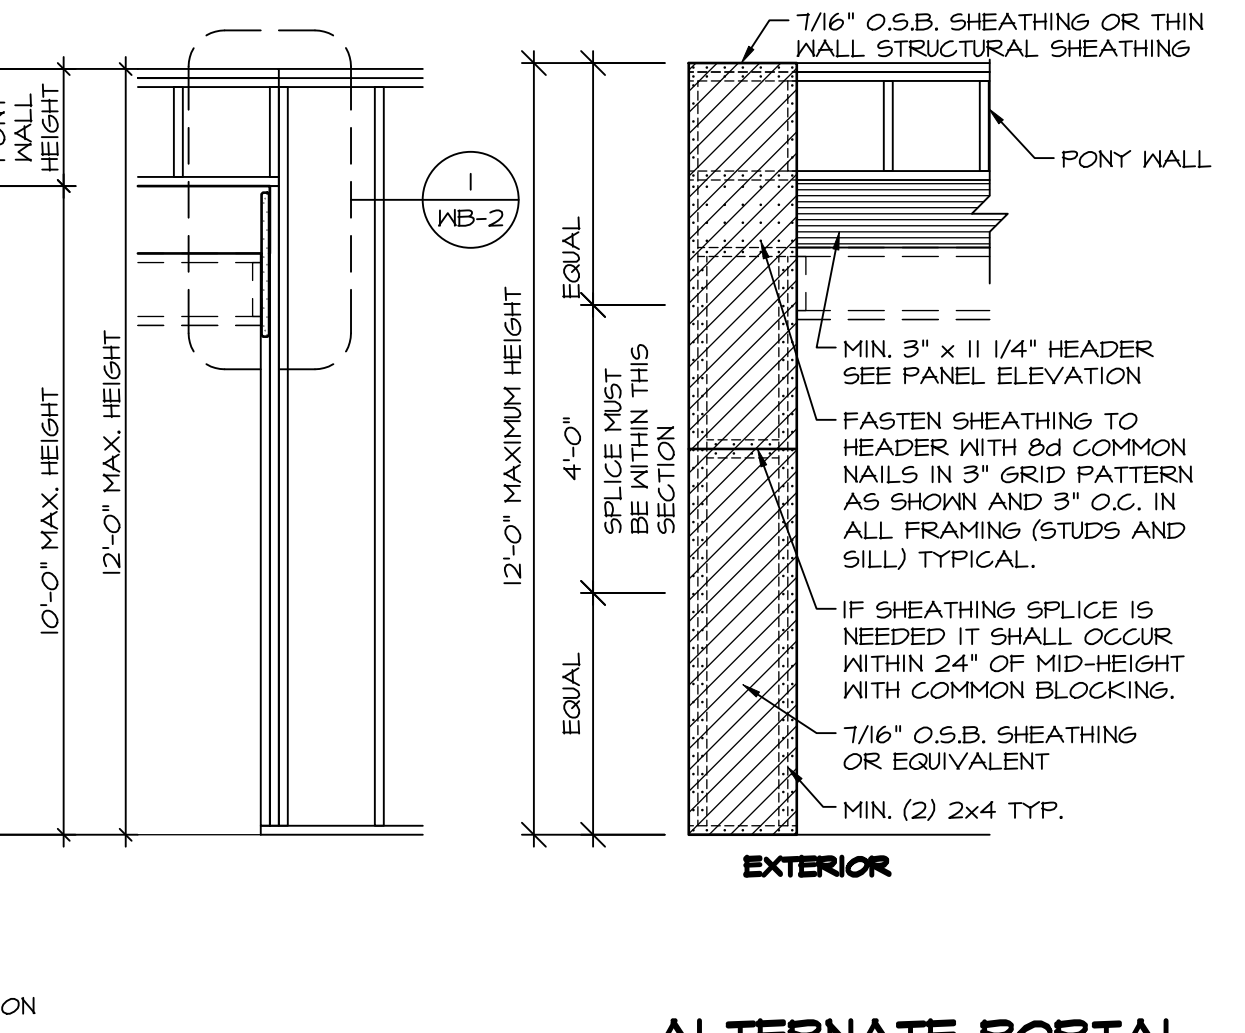 WALL
HEIGHT
10'-0" MAX. HEIGHT
12'-0" MAX. HEIGHT
1
WB-2
12'-0" MAXIMUM HEIGHT
EQUAL
4'-0"
EQUAL
SPLICE MUST
BE WITHIN THIS
SECTION
7/16" O.S.B. SHEATHING OR THIN
WALL STRUCTURAL SHEATHING
PONY WALL
MIN. 3" x 11 1/4" HEADER
SEE PANEL ELEVATION
FASTEN SHEATHING TO
HEADER WITH 8d COMMON
NAILS IN 3" GRID PATTERN
AS SHOWN AND 3" O.C. IN
ALL FRAMING (STUDS AND
SILL) TYPICAL.
IF SHEATHING SPLICE IS
NEEDED IT SHALL OCCUR
WITHIN 24" OF MID-HEIGHT
WITH COMMON BLOCKING.
7/16" O.S.B. SHEATHING
OR EQUIVALENT
MIN. (2) 2x4 TYP.
EXTERIOR
ON
ALTERNATE PORTAL